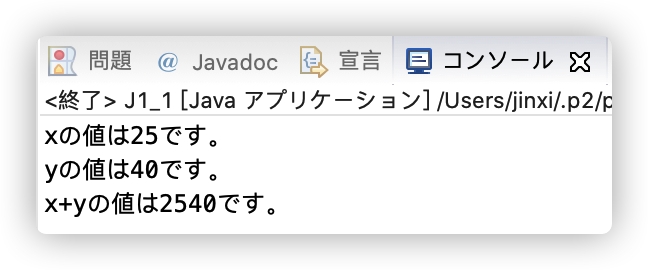 問題 @ Javadoc 宣言 コンソール
<終了> J1_1 [Java アプリケーション] /Users/jinxi/.p2/p
xの値は25です。
yの値は40です。
x+yの値は2540です。